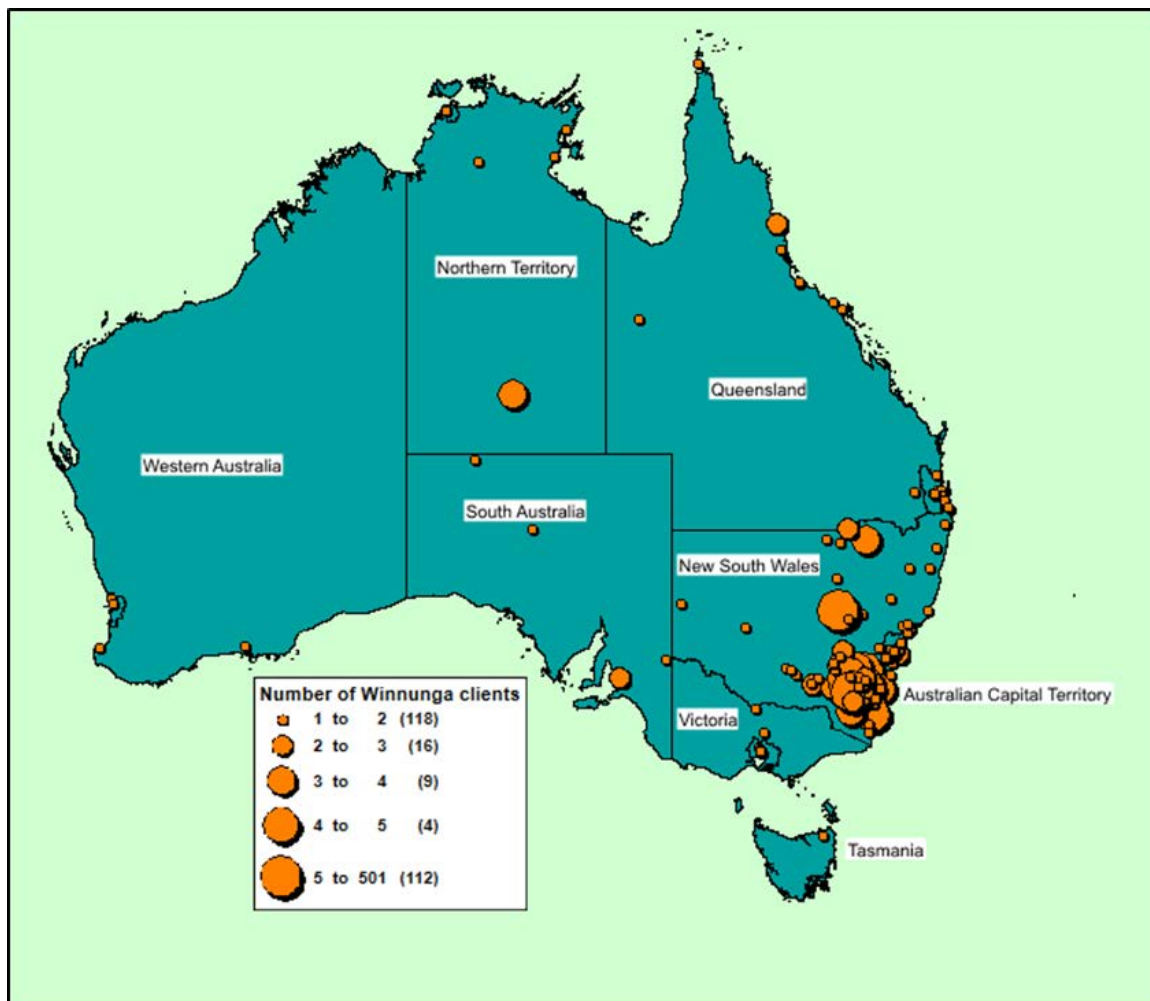 Northern Territory
Queensland
Western Australia
South Australia
New South Wales
Australian Capital Territory
Victoria
Tasmania
Number of Winnunga clients
1 to 2 (118)
2 to 3 (16)
3 to 4 (9)
4 to 5 (4)
5 to 501 (112)